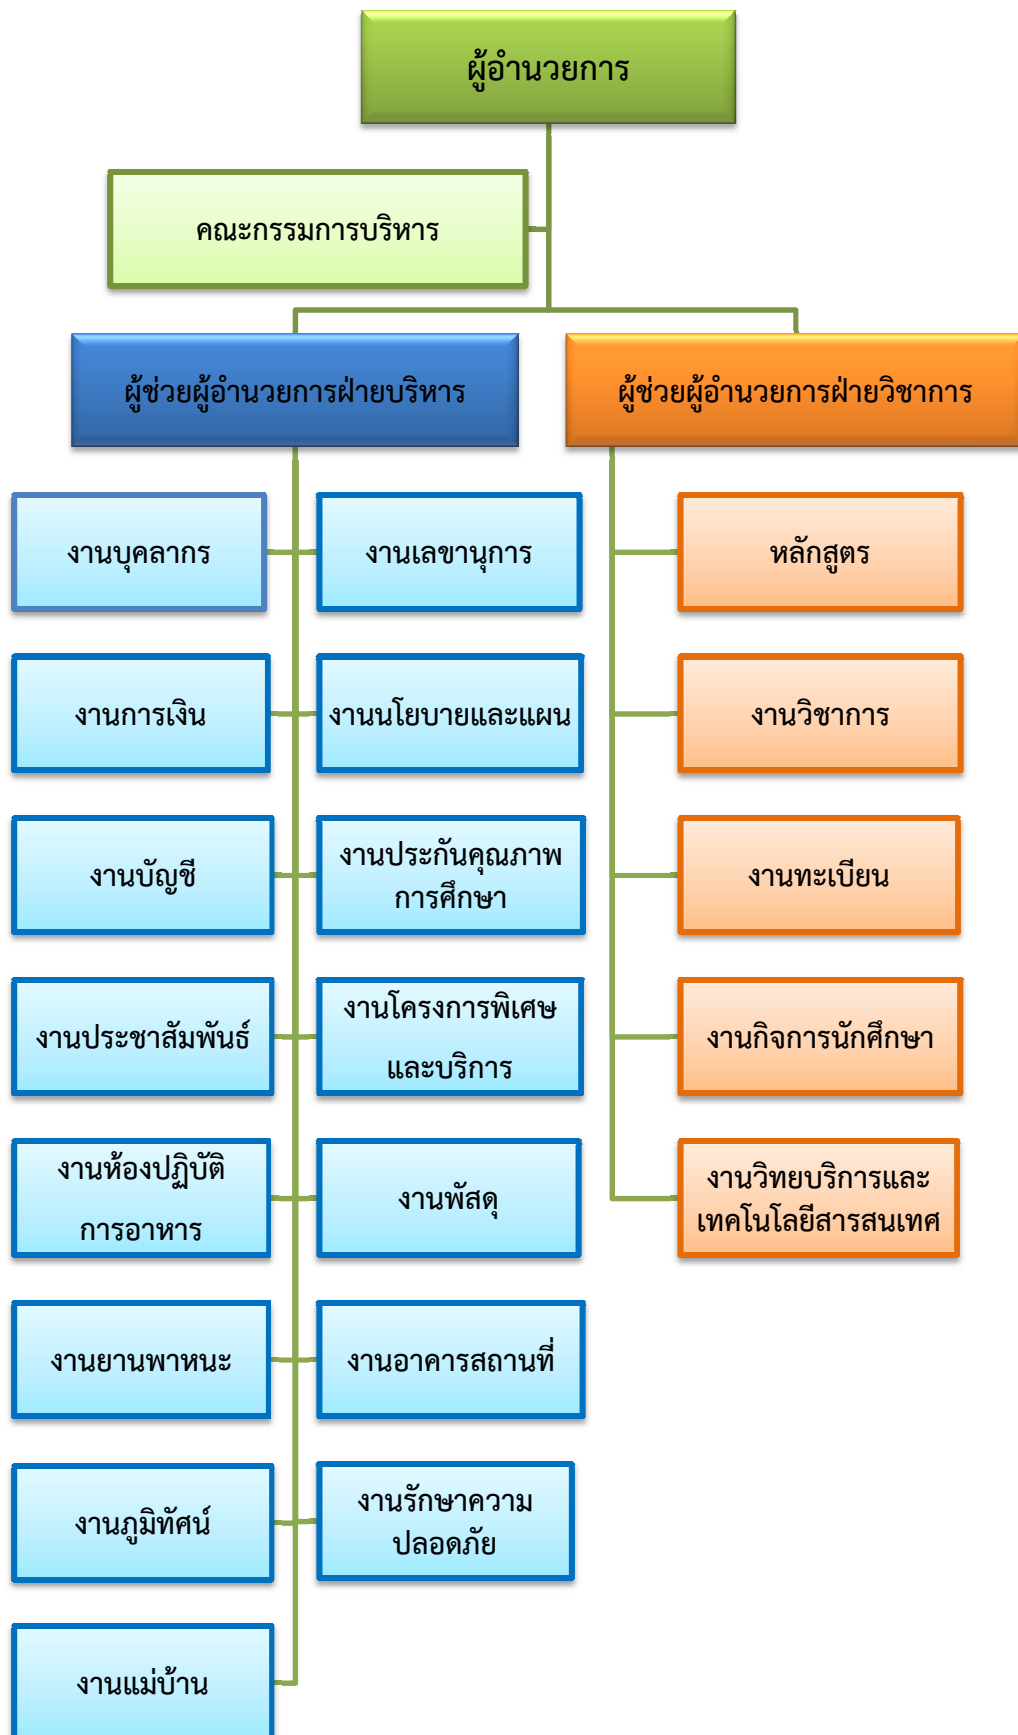 ผู้อำนวยการ
คณะกรรมการบริหาร
ผู้ช่วยผู้อำนวยการฝ่ายบริหาร
ผู้ช่วยผู้อำนวยการฝ่ายวิชาการ
งานบุคลากร
งานเลขานุการ
หลักสูตร
งานการเงิน
งานนโยบายและแผน
งานวิชาการ
งานบัญชี
งานประกันคุณภาพ
การศึกษา
งานทะเบียน
งานประชาสัมพันธ์
งานโครงการพิเศษ
และบริการ
งานกิจการนักศึกษา
งานห้องปฏิบัติ
การอาหาร
งานพัสดุ
งานวิทยบริการและ
เทคโนโลยีสารสนเทศ
งานยานพาหนะ
งานอาคารสถานที่
งานภูมิทัศน์
งานรักษาความ
ปลอดภัย
งานแม่บ้าน